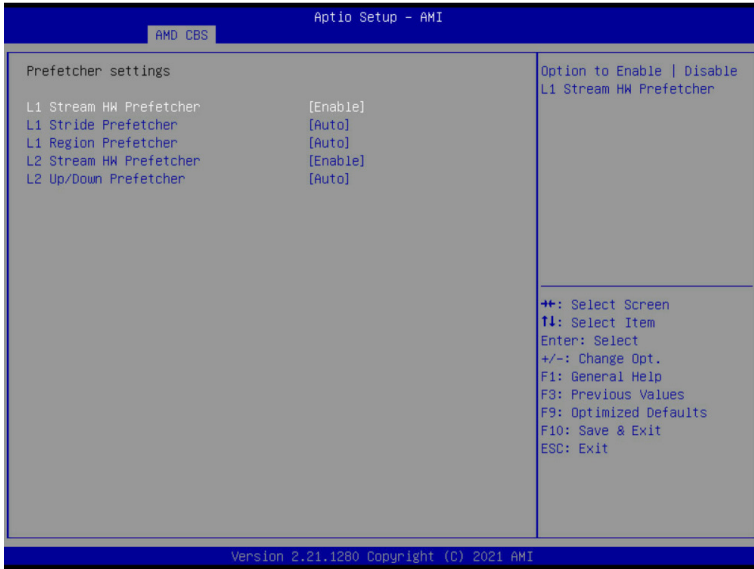 Aptio Setup – AMI
AMD CBS
Prefetcher settings
L1 Stream HW Prefetcher [Enable]
L1 Stride Prefetcher [Auto]
L1 Region Prefetcher [Auto]
L2 Stream HW Prefetcher [Enable]
L2 Up/Down Prefetcher [Auto]
Option to Enable | Disable
L1 Stream HW Prefetcher
→←: Select Screen
↑↓: Select Item
Enter: Select
+/-: Change Opt.
F1: General Help
F3: Previous Values
F9: Optimized Defaults
F10: Save & Exit
ESC: Exit
Version 2.21.1280 Copyright (C) 2021 AMI